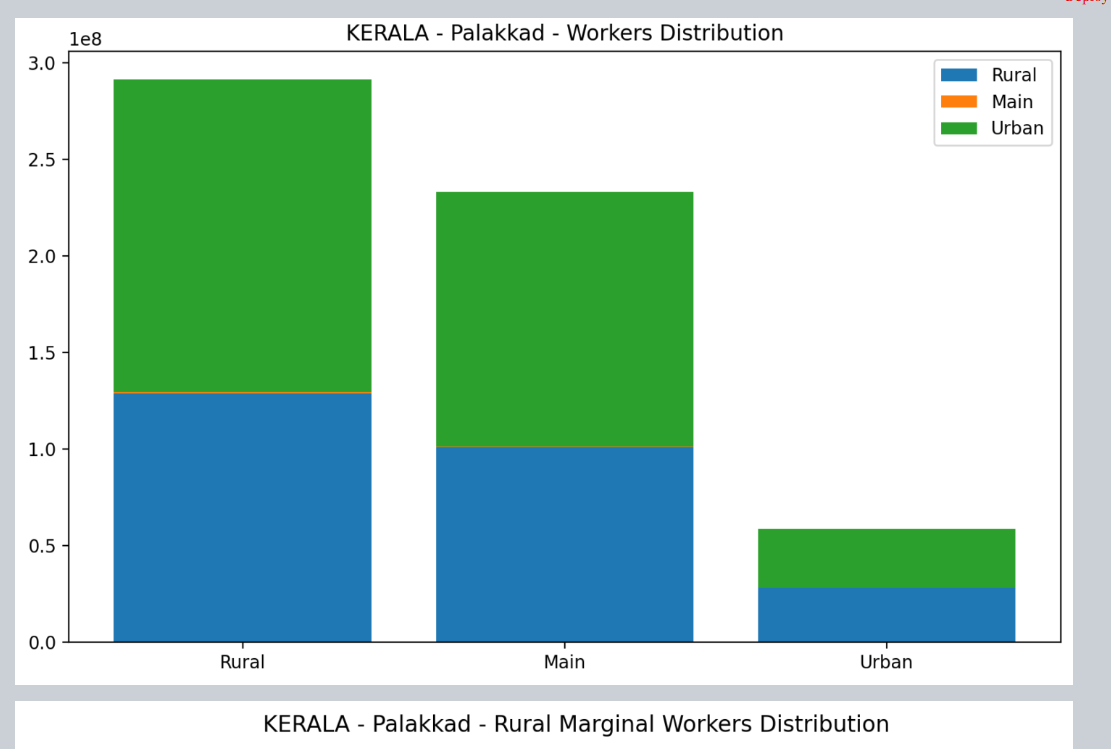 KERALA - Palakkad - Workers Distribution
1e8
3.0
2.5
2.0
1.5
1.0
0.5
0.0
Rural
Main
Urban
Rural
Main
Urban
KERALA - Palakkad - Rural Marginal Workers Distribution